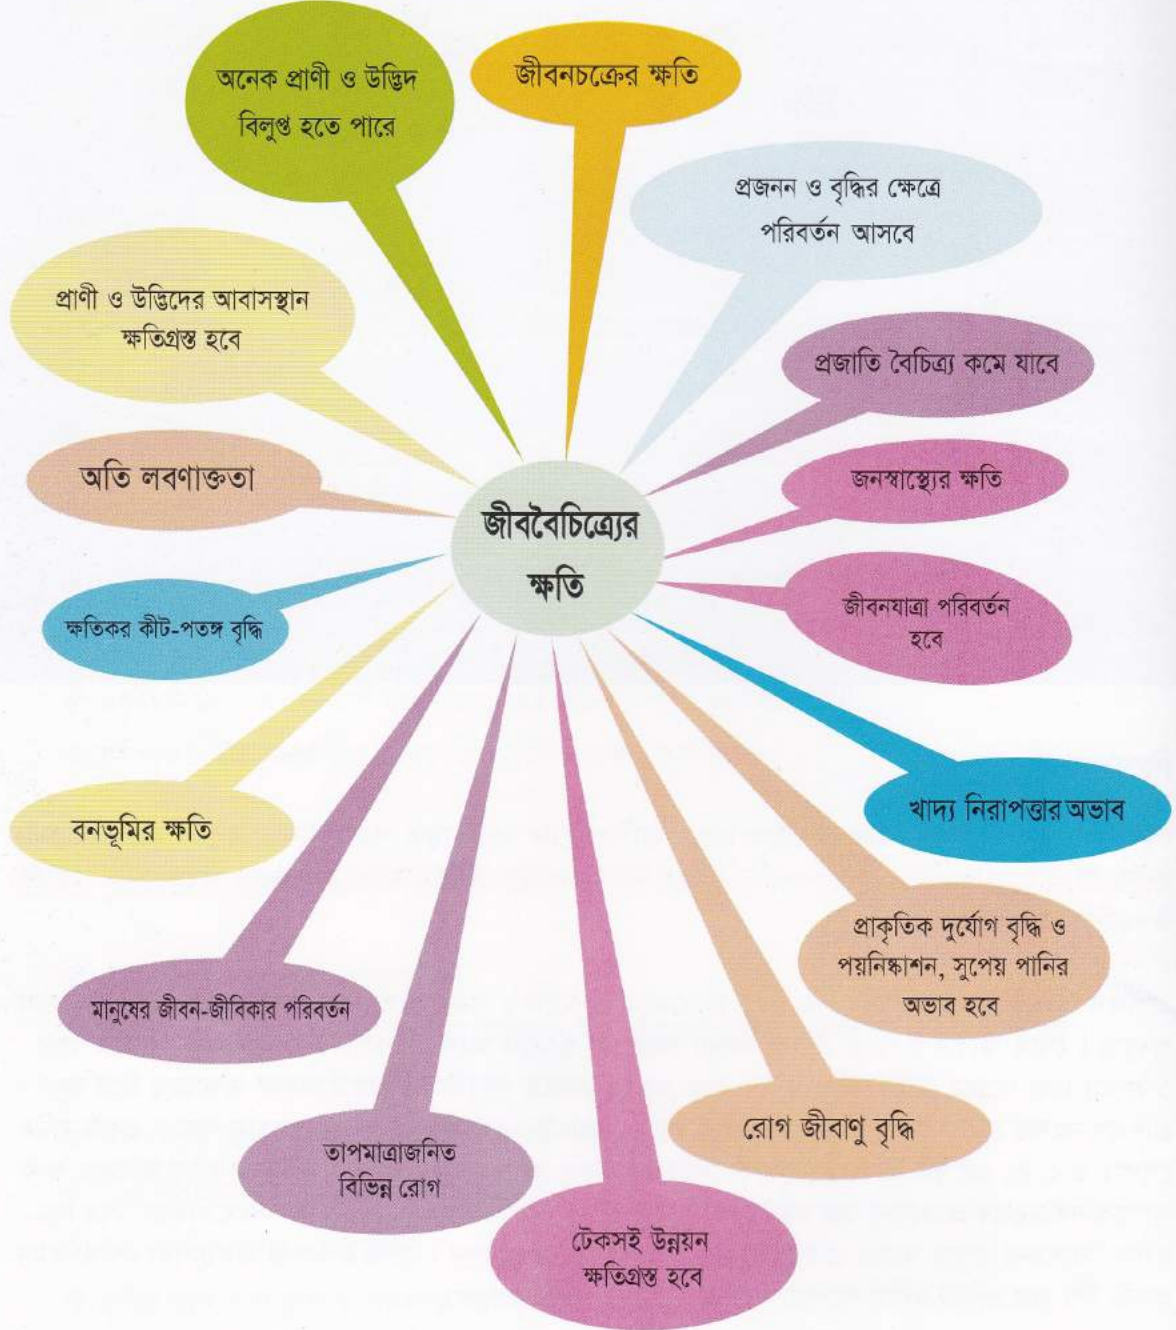 অনেক প্রাণী ও উদ্ভিদ
বিলুপ্ত হতে পারে
জীবনচক্রের ক্ষতি
প্রজনন ও বৃদ্ধির ক্ষেত্রে
পরিবর্তন আসবে
প্রাণী ও উদ্ভিদের আবাসস্থান
ক্ষতিগ্রস্ত হবে
প্রজাতি বৈচিত্র্য কমে যাবে
অতি লবণাক্ততা
জনস্বাস্থ্যের ক্ষতি
জীববৈচিত্র্যের
ক্ষতি
ক্ষতিকর কীট-পতঙ্গ বৃদ্ধি
জীবনযাত্রা পরিবর্তন
হবে
বনভূমির ক্ষতি
খাদ্য নিরাপত্তার অভাব
প্রাকৃতিক দুর্যোগ বৃদ্ধি ও
পয়নিষ্কাশন, সুপেয় পানির
অভাব হবে
মানুষের জীবন-জীবিকার পরিবর্তন
রোগ জীবাণু বৃদ্ধি
তাপমাত্রাজনিত
বিভিন্ন রোগ
টেকসই উন্নয়ন
ক্ষতিগ্রস্ত হবে